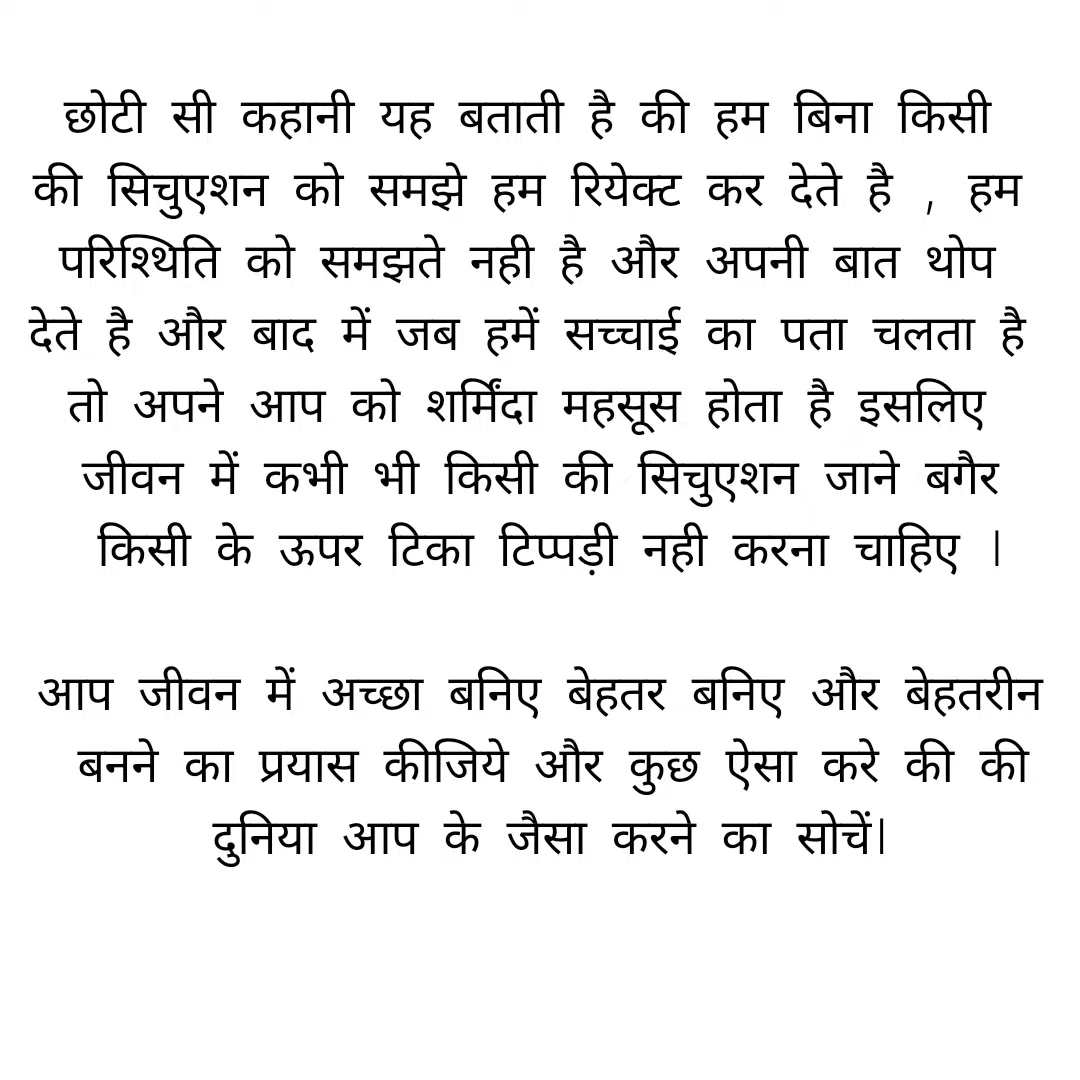 छोटी सी कहानी यह बताती है की हम बिना किसी
की सिचुएशन को समझे हम रियेक्ट कर देते है , हम
परिश्थिति को समझते नही है और अपनी बात थोप
देते है और बाद में जब हमें सच्चाई का पता चलता है
तो अपने आप को शर्मिंदा महसूस होता है इसलिए
जीवन में कभी भी किसी की सिचुएशन जाने बगैर
किसी के ऊपर टिका टिप्पड़ी नही करना चाहिए ।
आप जीवन में अच्छा बनिए बेहतर बनिए और बेहतरीन
बनने का प्रयास कीजिये और कुछ ऐसा करे की की
दुनिया आप के जैसा करने का सोचें।